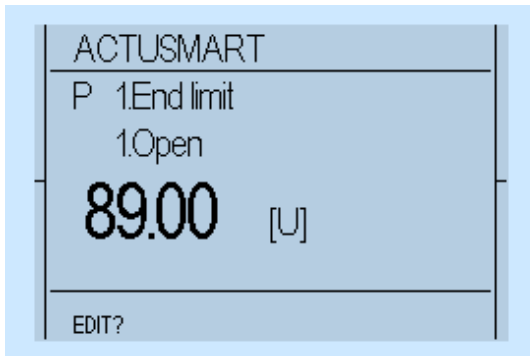 ACTUSMART
P 1.End limit
1.Open
89.00 [U]
EDIT?